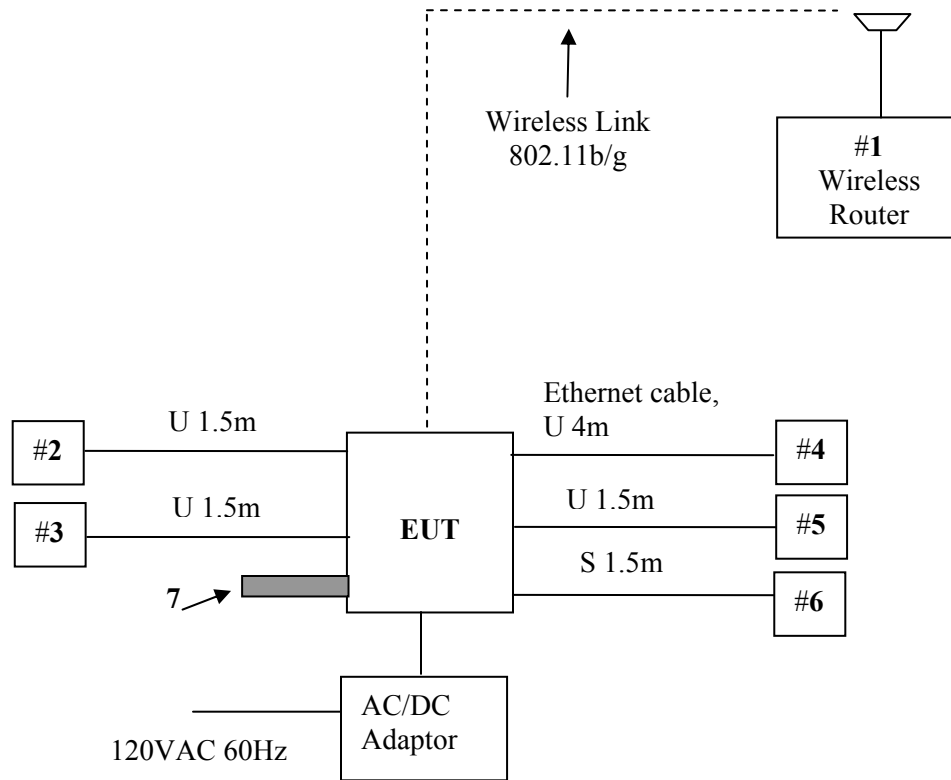 Wireless Link
802.11b/g
#1
Wireless
Router
Ethernet cable,
U 4m
U 1.5m
#2
#4
U 1.5m
U 1.5m
#3
EUT
#5
S 1.5m
7
#6
AC/DC
Adaptor
120VAC 60Hz